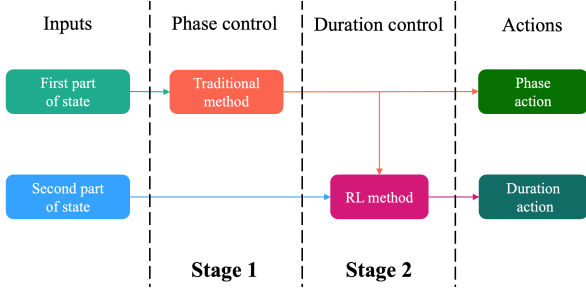 Inputs
Phase control
Duration control
Actions
First part
of state
Traditional
method
Phase
action
Second part
of state
RL method
Duration
action
Stage 1
Stage 2